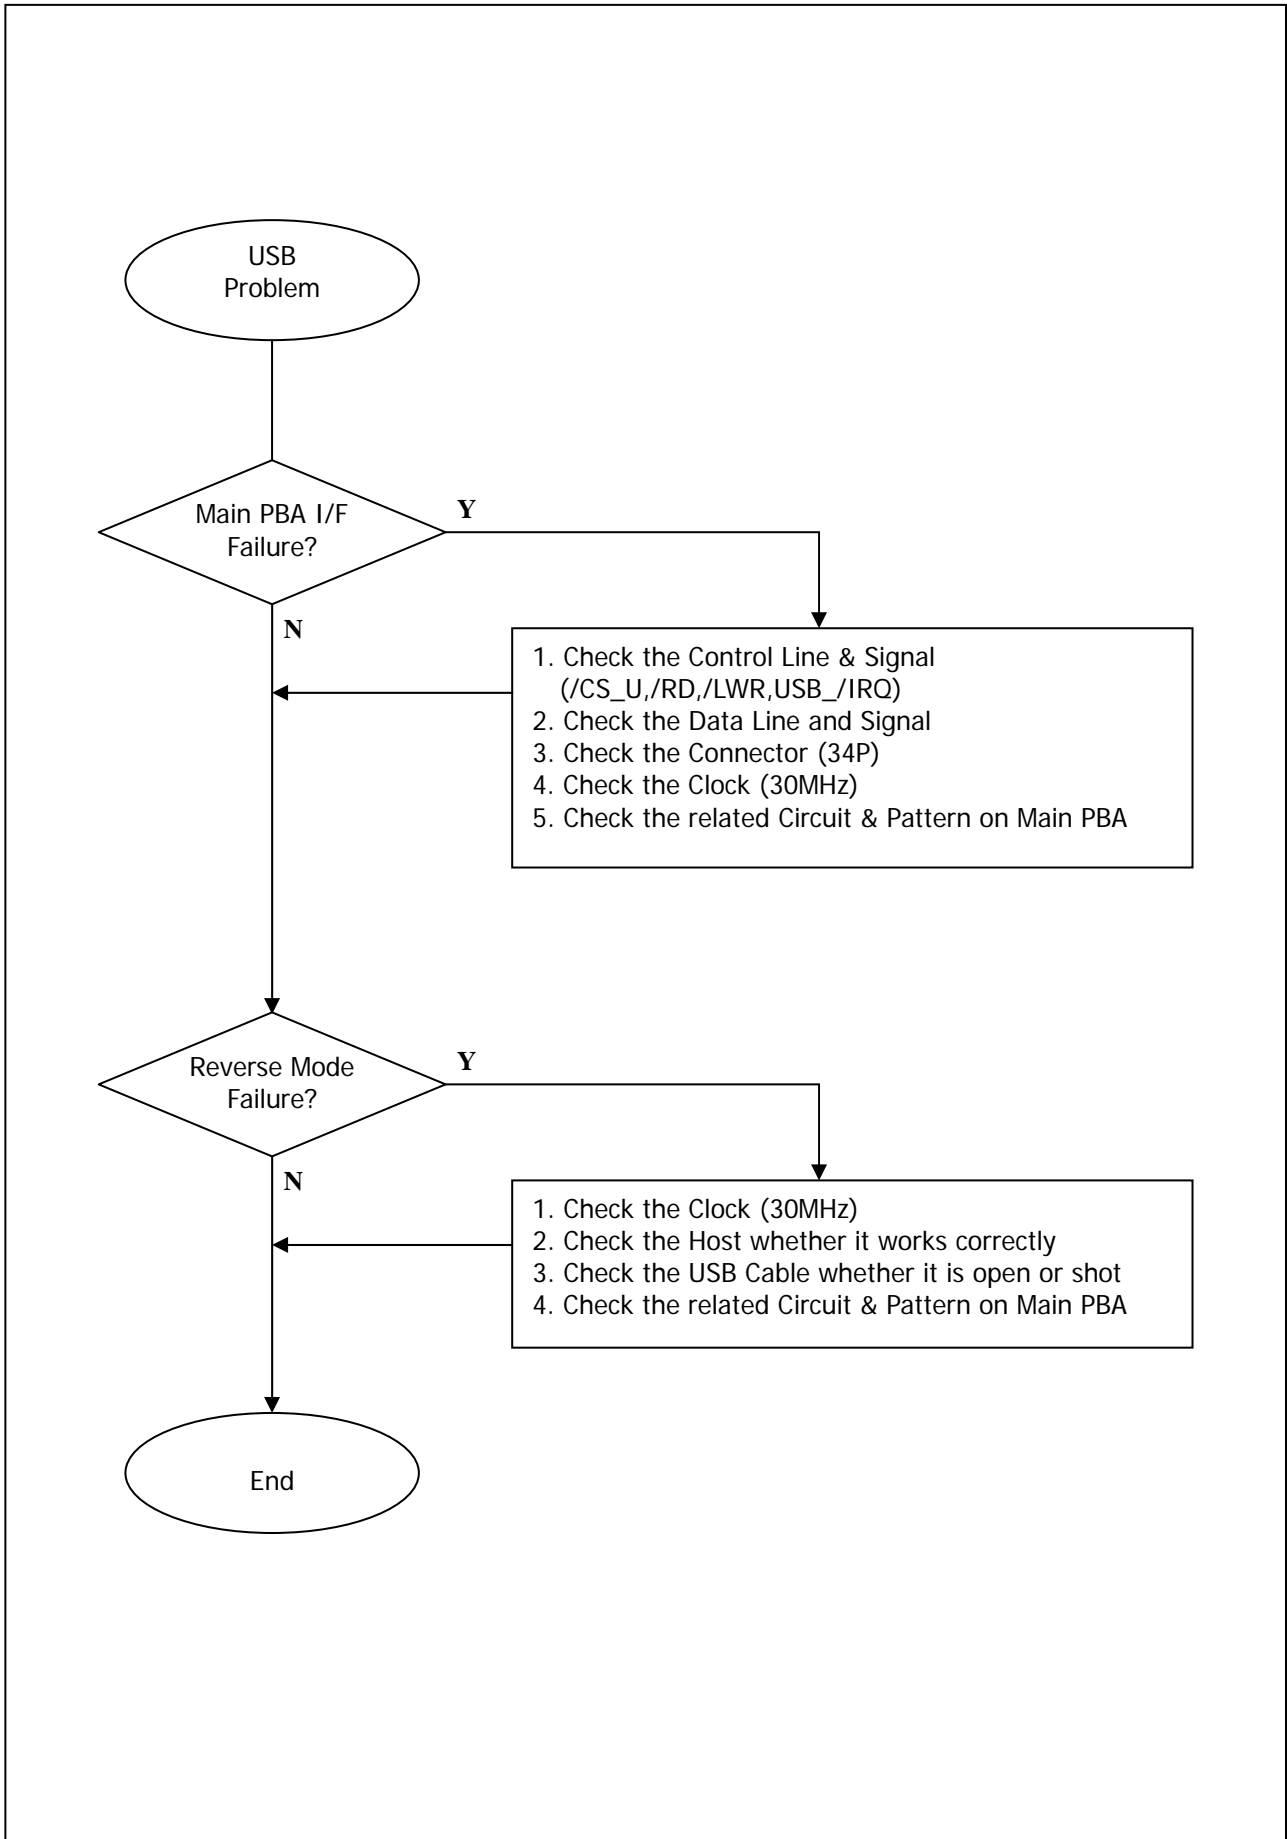 USB
Problem
Main PBA I/F
Failure?
Y
N
1. Check the Control Line & Signal
(/CS_U,/RD,/LWR,USB_/IRQ)
2. Check the Data Line and Signal
3. Check the Connector (34P)
4. Check the Clock (30MHz)
5. Check the related Circuit & Pattern on Main PBA
Reverse Mode
Failure?
Y
N
1. Check the Clock (30MHz)
2. Check the Host whether it works correctly
3. Check the USB Cable whether it is open or shot
4. Check the related Circuit & Pattern on Main PBA
End